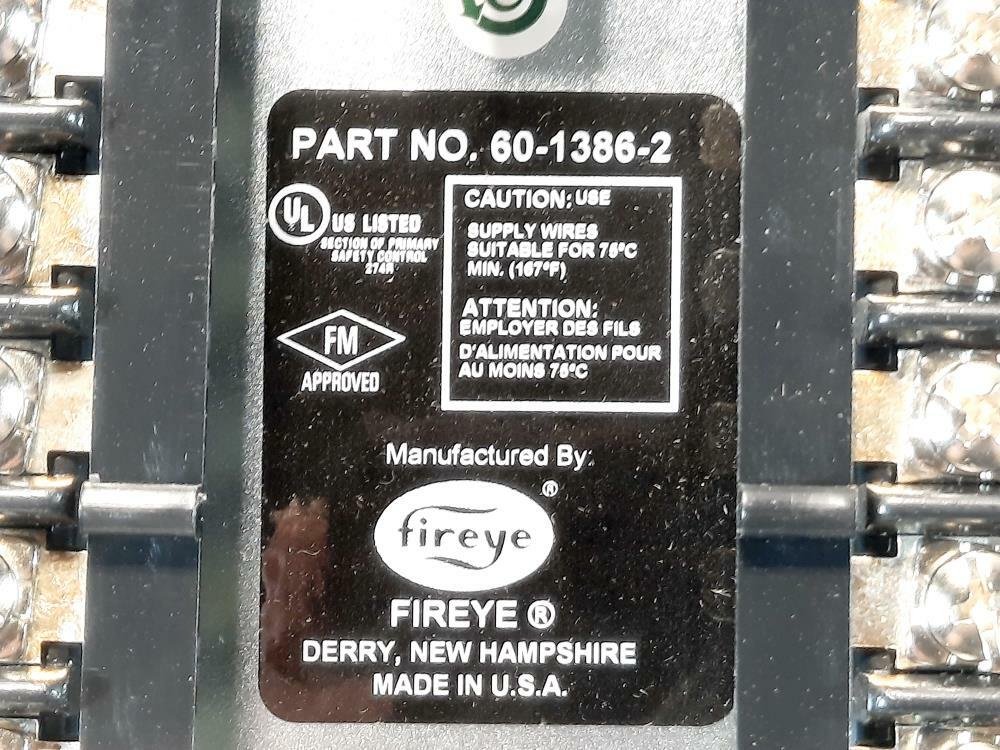 PART NO. 60-1386-2
UL US LISTED
SECTION OF PRIMARY
SAFETY CONTROL
274R
FM
APPROVED
CAUTION: USE
SUPPLY WIRES
SUITABLE FOR 75°C
MIN. (167°F)
ATTENTION:
EMPLOYER DES FILS
D'ALIMENTATION POUR
AU MOINS 75°C
Manufactured By:
fireye ®
FIREYE ®
DERRY, NEW HAMPSHIRE
MADE IN U.S.A.